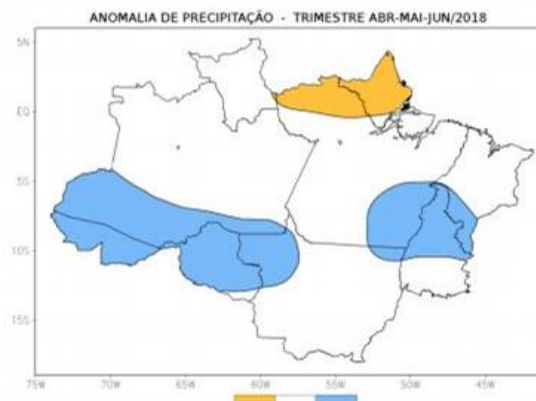 ANOMALIA DE PRECIPITAÇÃO - TRIMESTRE ABR-MAI-JUN/2018
5N
EQ
5S
10S
15S
75W 70W 65W 60W 55W 50W 45W